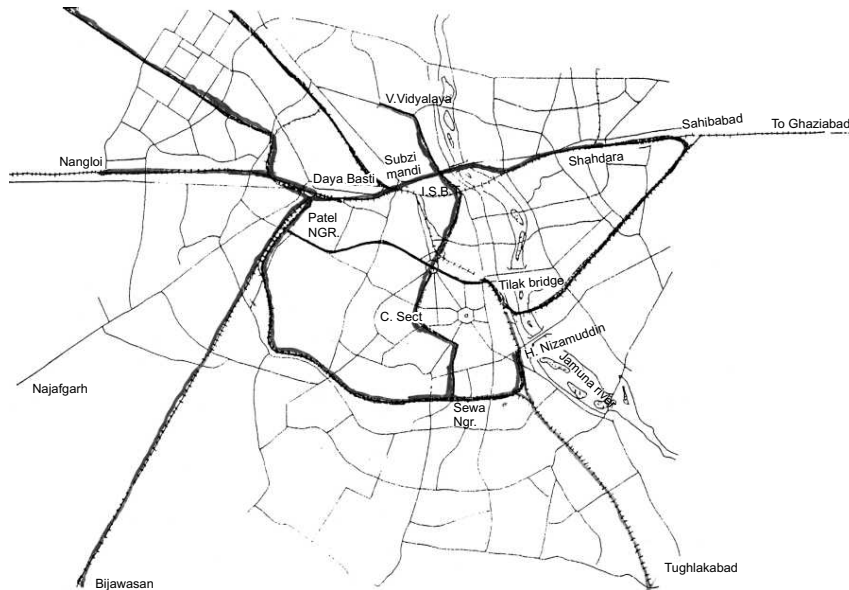 V.Vidyalaya
Sahibabad
To Ghaziabad
Nangloi
Subzi
mandi
Shahdara
Daya Basti
I.S.B.T
Patel
NGR.
Tilak bridge
C. Sect
H. Nizamuddin
Jamuna river
Najafgarh
Sewa
Ngr.
Tughlakabad
Bijawasan